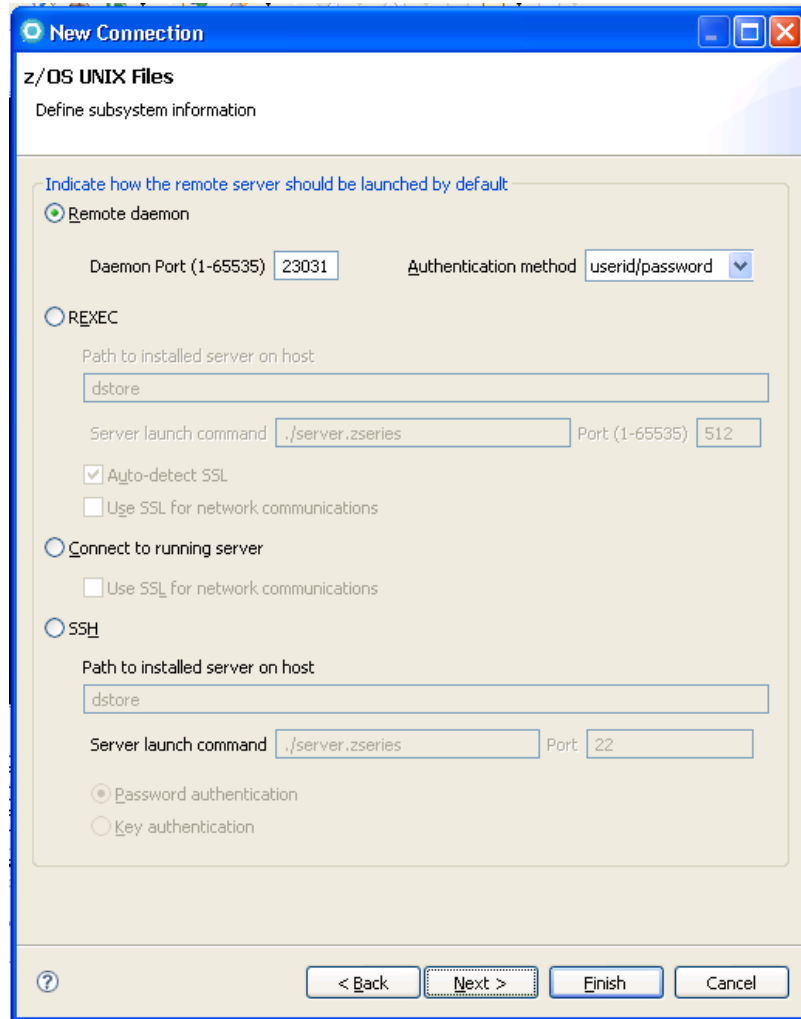 New Connection
z/OS UNIX Files
Define subsystem information
Indicate how the remote server should be launched by default
Remote daemon
Daemon Port (1-65535) 23031 Authentication method userid/password
REXEC
Path to installed server on host
dstore
Server launch command ./server.zseries Port (1-65535) 512
Auto-detect SSL
Use SSL for network communications
Connect to running server
Use SSL for network communications
SSH
Path to installed server on host
dstore
Server launch command ./server.zseries Port 22
Password authentication
Key authentication
? < Back Next > Finish Cancel